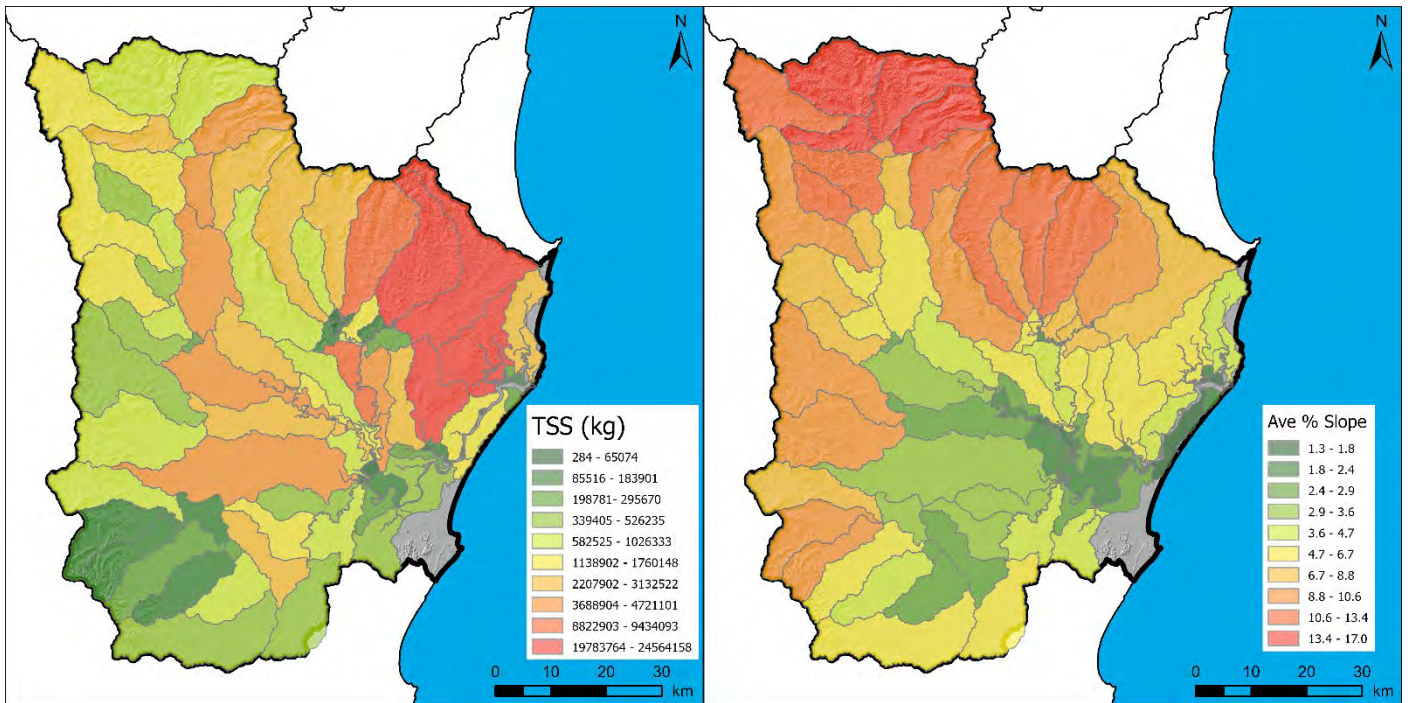 N
TSS (kg)
284 - 65074
85516 - 183901
198781 - 295670
339405 - 526235
582525 - 1026333
1138902 - 1760148
2207902 - 3132522
3688904 - 4721101
8822903 - 9434093
19783764 - 24564158
0 10 20 30
km
N
Ave % Slope
1.3 - 1.8
1.8 - 2.4
2.4 - 2.9
2.9 - 3.6
3.6 - 4.7
4.7 - 6.7
6.7 - 8.8
8.8 - 10.6
10.6 - 13.4
13.4 - 17.0
0 10 20 30
km